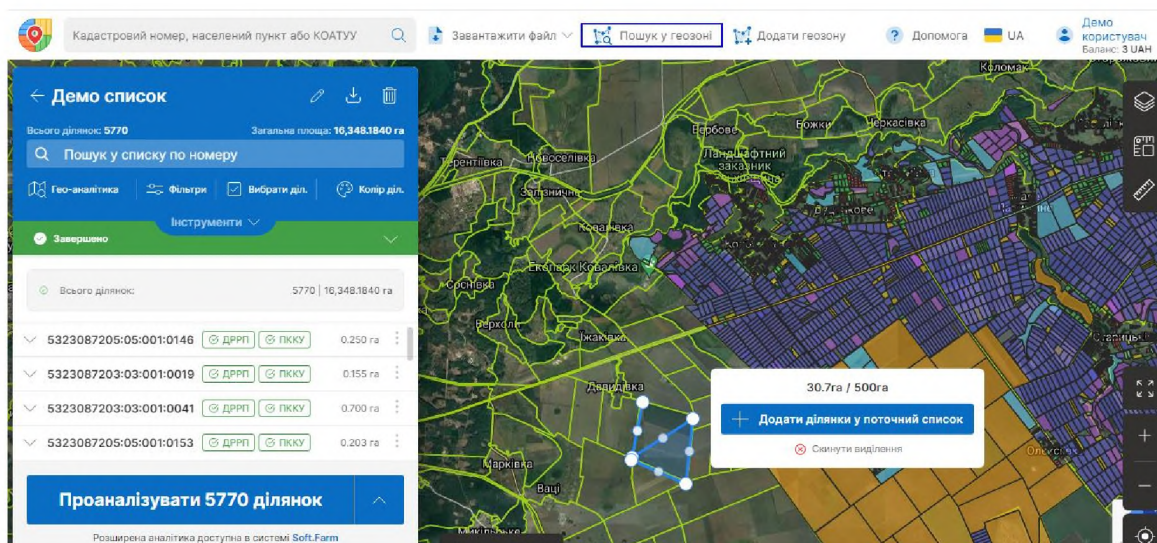 Кадастровий номер, населений пункт або КОАТУУ
Завантажити файл
Пошук у геозоні
Додати геозону
Допомога
UA
Демо користувач
Баланс: 3 UAH
Демо список
Всього ділянок: 5770
Загальна площа: 16,348.1840 га
Пошук у списку по номеру
Гео-аналітика
Фільтри
Вибрати діл.
Колір діл.
Інструменти
Завершено
Всього ділянок:
5770 | 16,348.1840 га
5323087205:05:001:0146 ДРРП ПККУ 0.250 га
5323087203:03:001:0019 ДРРП ПККУ 0.155 га
5323087203:03:001:0041 ДРРП ПККУ 0.700 га
5323087205:05:001:0153 ДРРП ПККУ 0.203 га
Проаналізувати 5770 ділянок
Розширена аналітика доступна в системі Soft.Farm
Коломак
Вербове
Божки
Черкасівка
Терентіївка
Новоселівка
Ландшафтний
заказник
Залізничне
Ковалівка
Екопарк Ковалівка
Соснівка
Верхоли
Їжаківка
Давидівка
30.7га / 500га
Додати ділянки у поточний список
Скинути виділення
Марківка
Ваці
Микільське